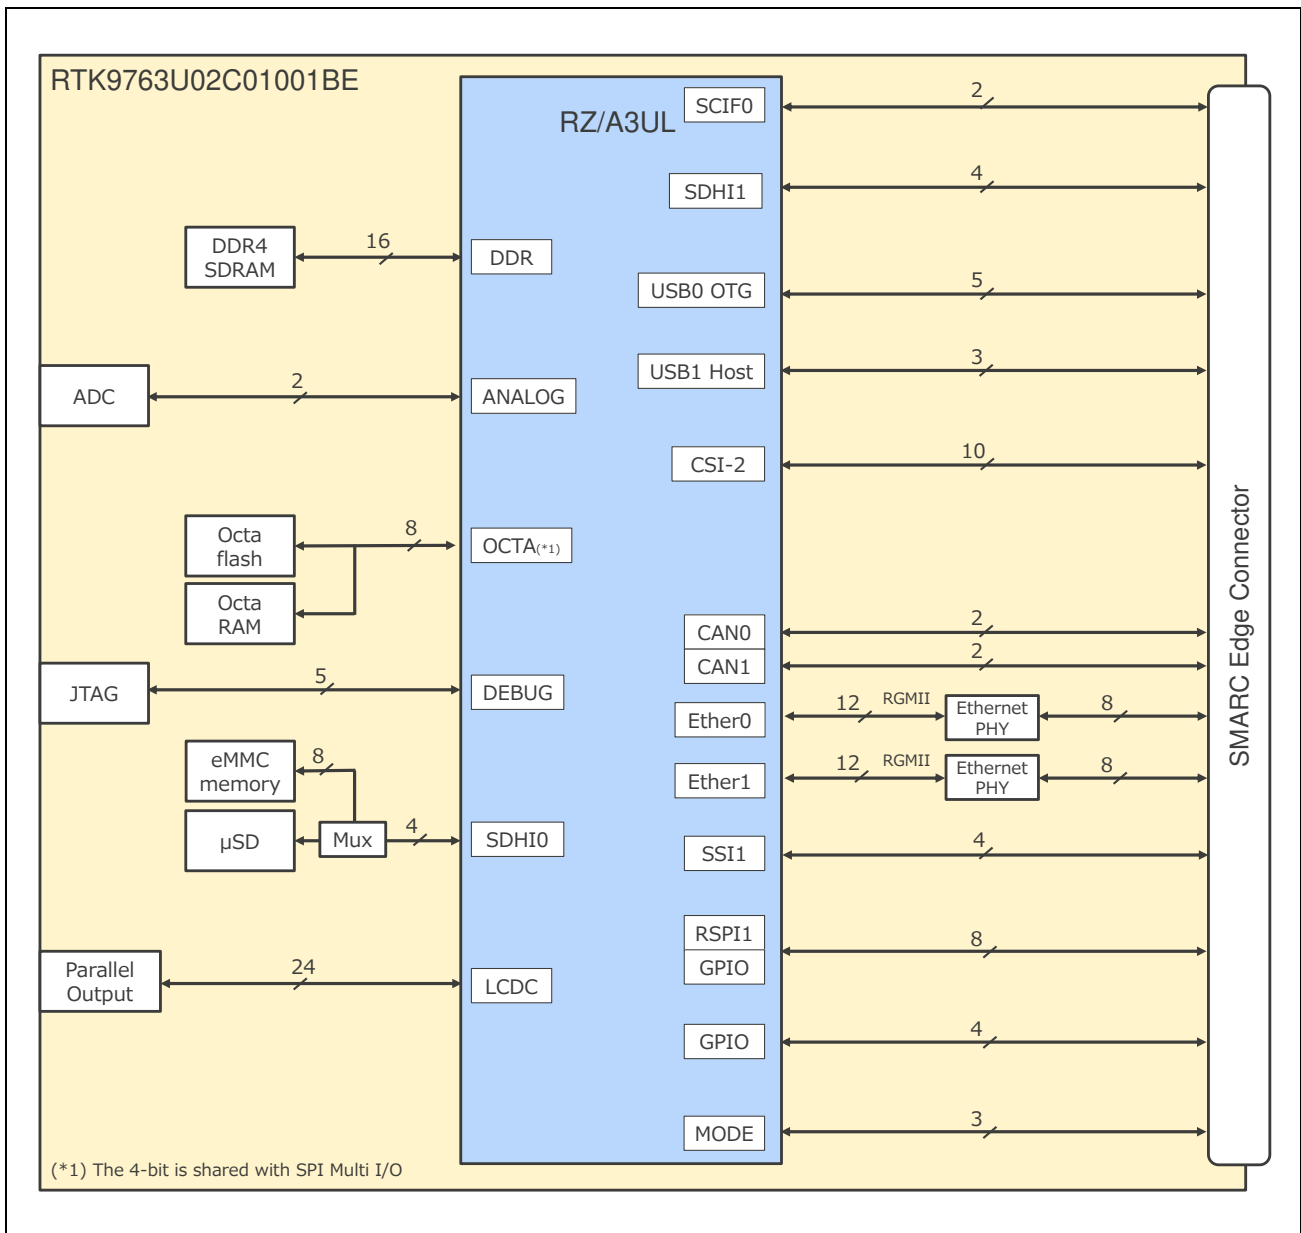 RTK9763U02C01001BE
RZ/A3UL
SCIF0
2
SDHI1
4
DDR4
SDRAM
16
DDR
USB0 OTG
5
USB1 Host
3
ADC
2
ANALOG
CSI-2
10
Octa
flash
8
OCTA(*1)
Octa
RAM
CAN0
2
CAN1
2
JTAG
5
DEBUG
Ether0
12
RGMII
Ethernet
PHY
8
Ether1
12
RGMII
Ethernet
PHY
8
eMMC
memory
8
µSD
Mux
4
SDHI0
SSI1
4
RSPI1
GPIO
8
Parallel
Output
24
LCDC
GPIO
4
MODE
3
SMARC Edge Connector
(*1) The 4-bit is shared with SPI Multi I/O